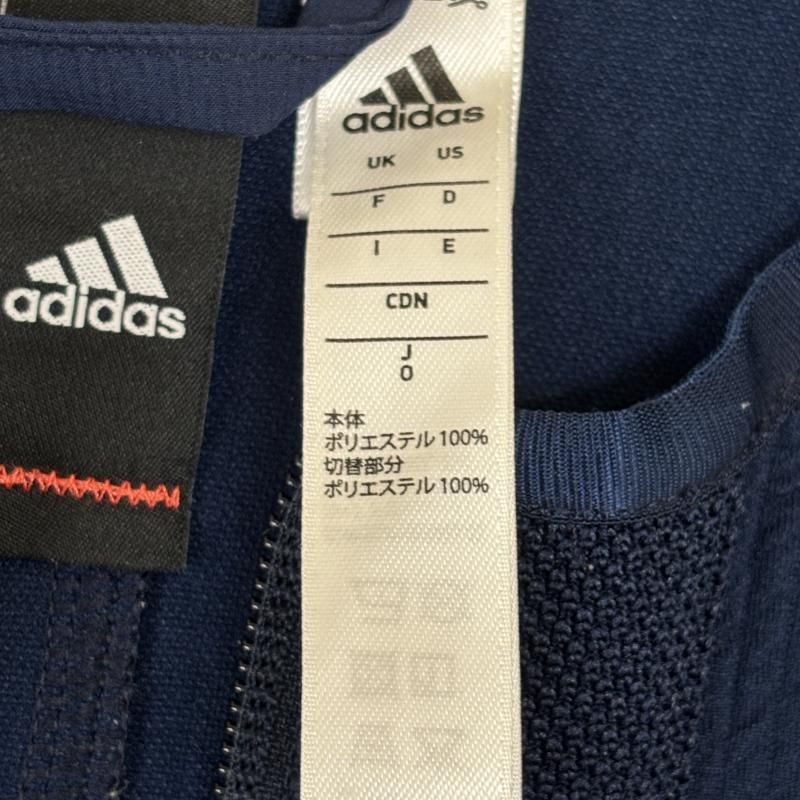 adidas
adidas
UK US
F D
I E
CDN
J
O
本体
ポリエステル 100%
切替部分
ポリエステル 100%